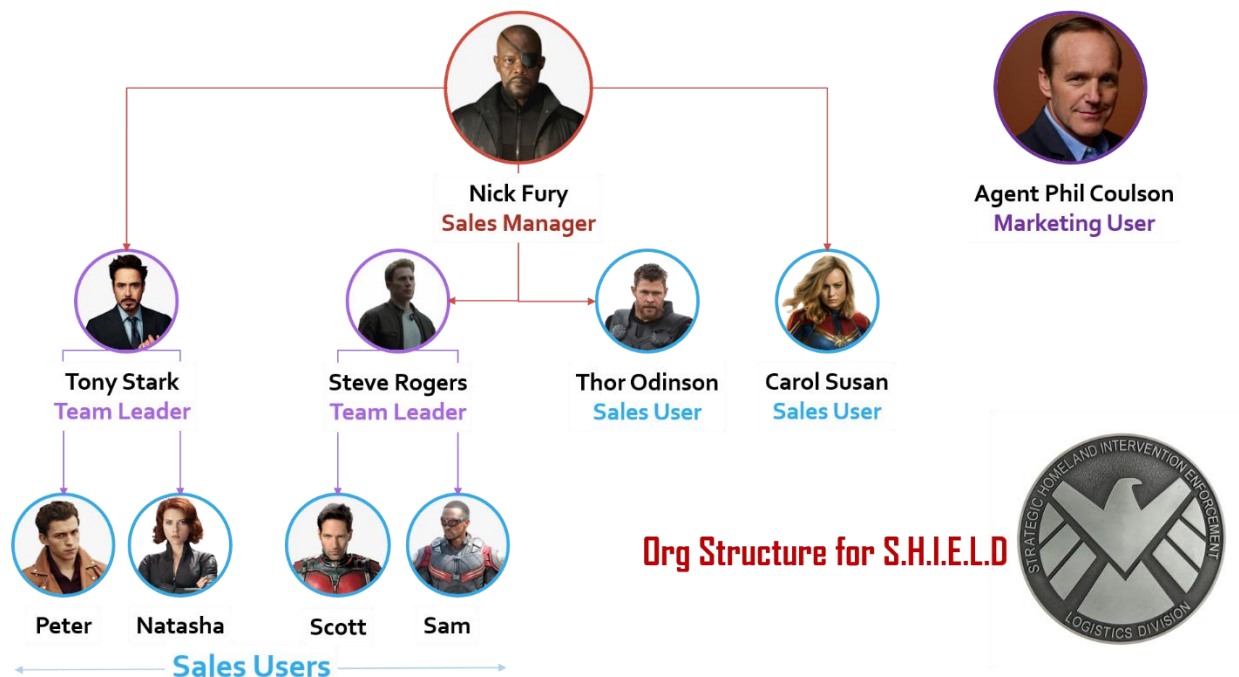 Nick Fury
Sales Manager
Agent Phil Coulson
Marketing User
Tony Stark
Team Leader
Steve Rogers
Team Leader
Thor Odinson
Sales User
Carol Susan
Sales User
Peter
Natasha
Scott
Sam
Sales Users
Org Structure for S.H.I.E.L.D
STRATEGIC HOMELAND INTERVENTION ENFORCEMENT
LOGISTICS DIVISION